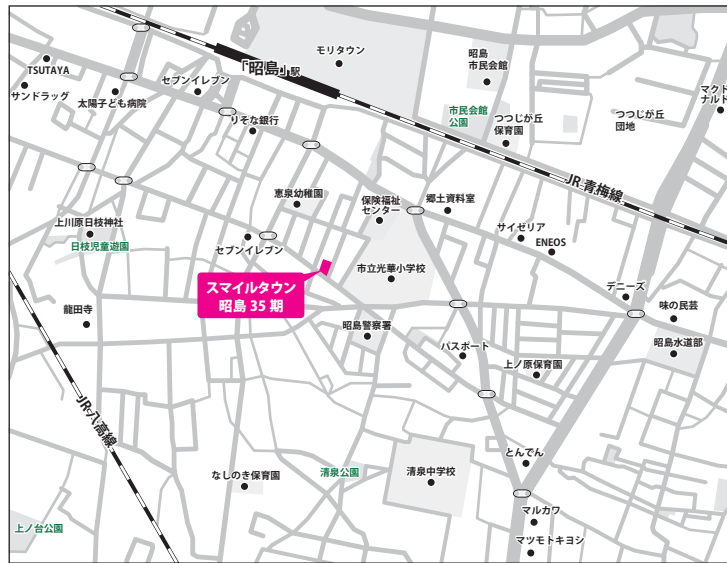 「昭島」駅
モリタウン
昭島
市民会館
マクド
ナルド
TSUTAYA
サンドラッグ
太陽子ども病院
セブンイレブン
りそな銀行
市民会館
公園
つつじが丘
保育園
つつじが丘
団地
JR青梅線
恵泉幼稚園
保険福祉
センター
郷土資料室
サイゼリア
ENEOS
上川原日枝神社
日枝児童遊園
セブンイレブン
スマイルタウン
昭島 35 期
市立光華小学校
デニーズ
味の民芸
龍田寺
昭島警察署
パスポート
上ノ原保育園
昭島水道部
JR八高線
なしのき保育園
清泉公園
清泉中学校
とんでん
上ノ台公園
マルカワ
マツモトキヨシ